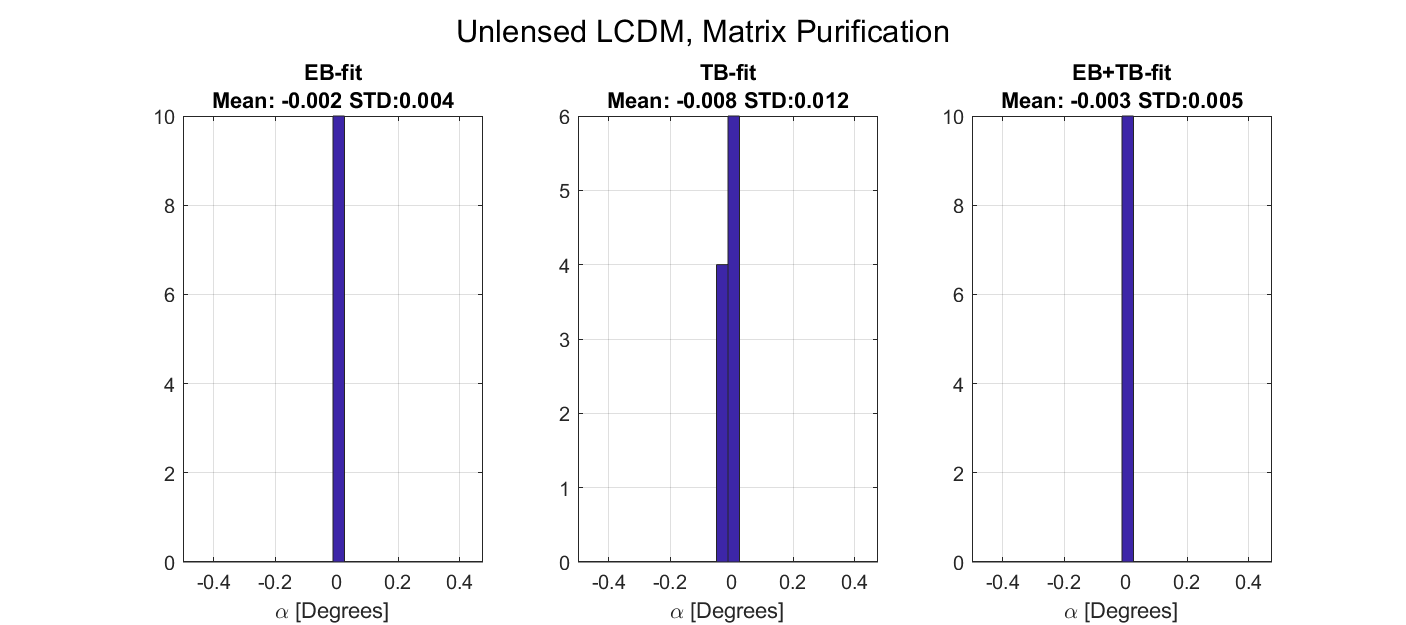 Unlensed LCDM, Matrix Purification
EB-fit
Mean: -0.002 STD:0.004
10
8
6
4
2
0
-0.4 -0.2 0 0.2 0.4
α [Degrees]
TB-fit
Mean: -0.008 STD:0.012
6
5
4
3
2
1
0
-0.4 -0.2 0 0.2 0.4
α [Degrees]
EB+TB-fit
Mean: -0.003 STD:0.005
10
8
6
4
2
0
-0.4 -0.2 0 0.2 0.4
α [Degrees]